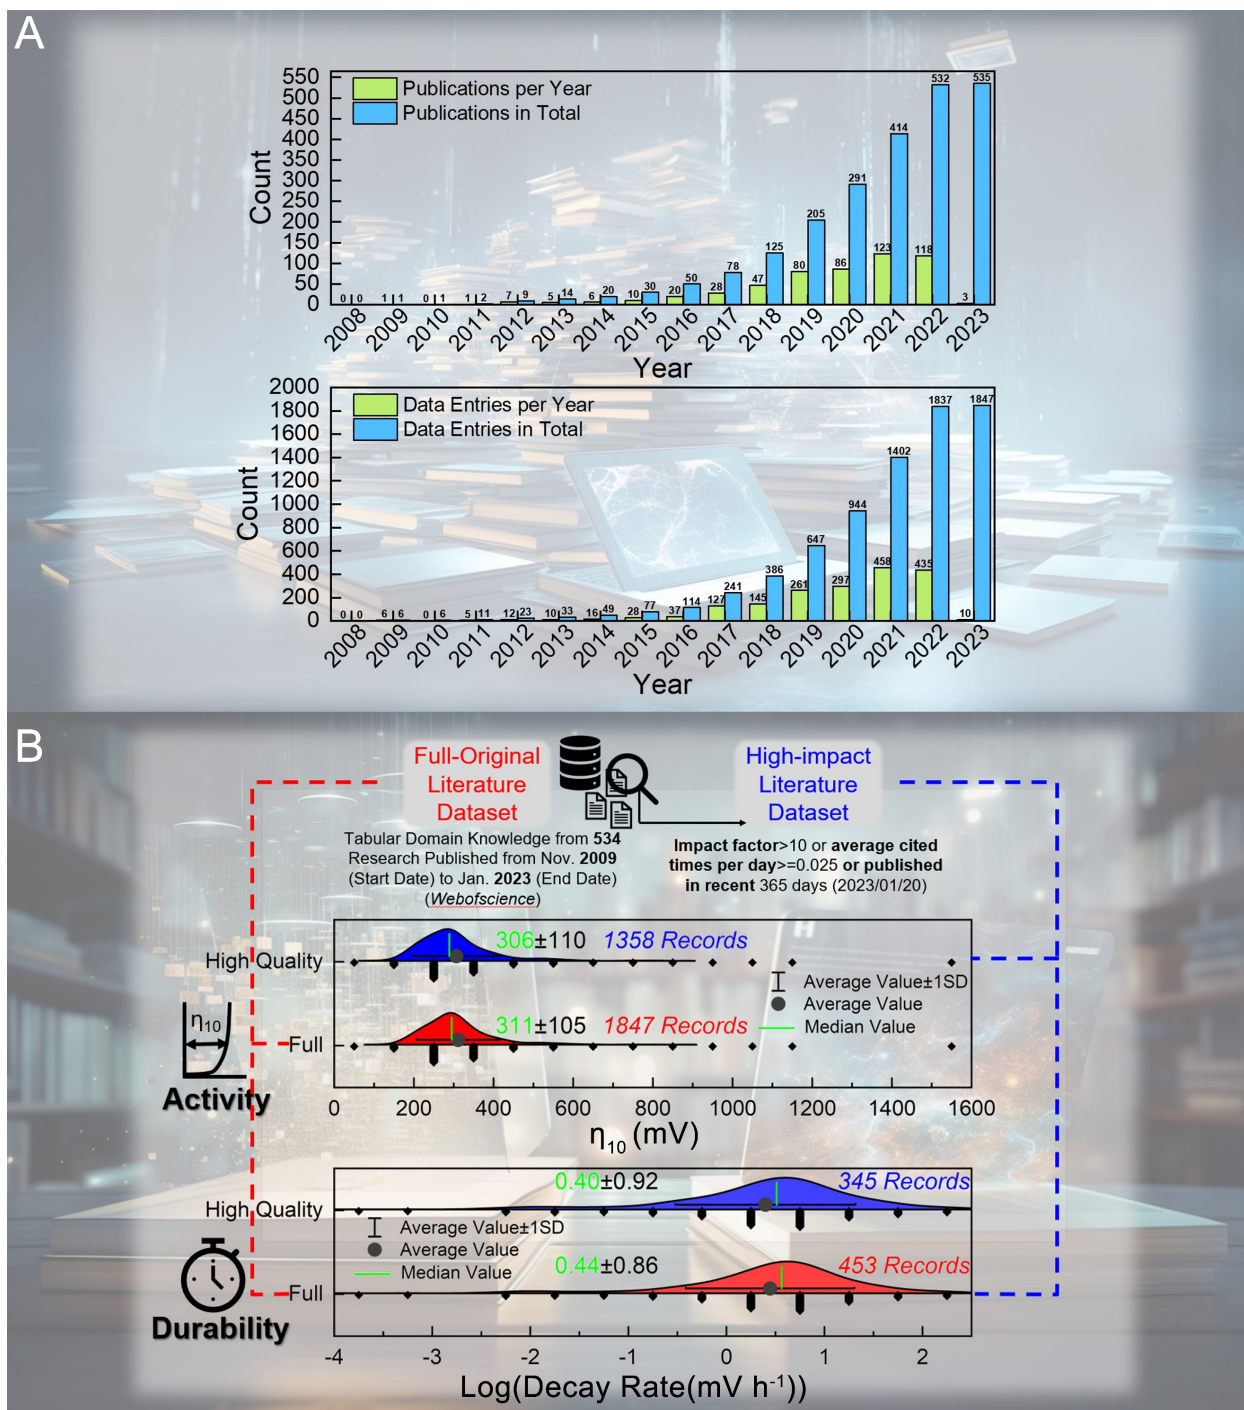 A
550
500
450
400
350
300
250
200
150
100
50
0
Count
Publications per Year
Publications in Total
0 0 1 1 0 1 1 2 7 9 5 14 6 20 10 30 20 50 28 78 47 125 80 205 86 291 123 414 118 532 3 535
2008 2009 2010 2011 2012 2013 2014 2015 2016 2017 2018 2019 2020 2021 2022 2023
Year
2000
1800
1600
1400
1200
1000
800
600
400
200
0
Count
Data Entries per Year
Data Entries in Total
0 0 6 6 0 6 5 11 12 23 10 33 16 49 28 77 37 114 127 241 145 386 261 647 297 944 458 1402 435 1837 10 1847
2008 2009 2010 2011 2012 2013 2014 2015 2016 2017 2018 2019 2020 2021 2022 2023
Year
B
Full-Original
Literature
Dataset
High-impact
Literature
Dataset
Tabular Domain Knowledge from 534
Research Published from Nov. 2009
(Start Date) to Jan. 2023 (End Date)
(Webofscience)
Impact factor>10 or average cited
times per day>=0.025 or published
in recent 365 days (2023/01/20)
High Quality
306±110 1358 Records
Average Value±1SD
Average Value
Median Value
Full
311±105 1847 Records
η10
Activity
0 200 400 600 800 1000 1200 1400 1600
η10 (mV)
High Quality
0.40±0.92 345 Records
Average Value±1SD
Average Value
Median Value
Full
0.44±0.86 453 Records
Durability
-4 -3 -2 -1 0 1 2
Log(Decay Rate(mV h-1))
H